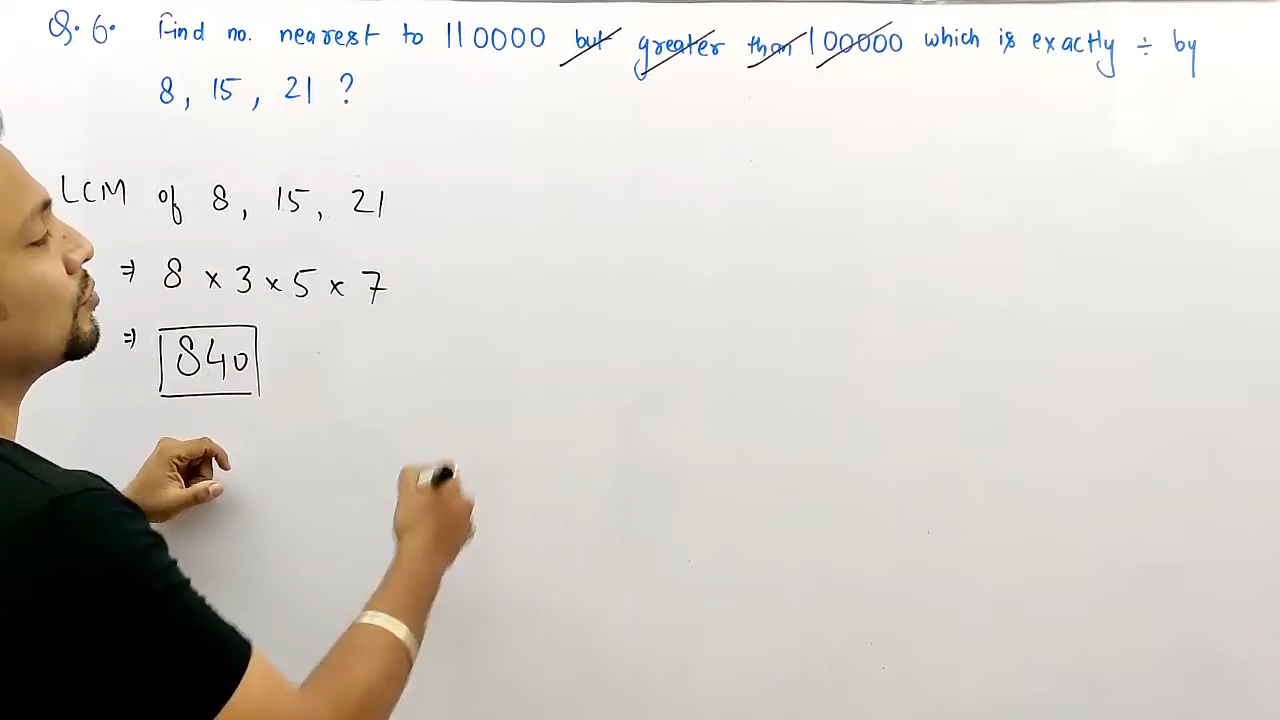 Q.6. Find no. nearest to 110000 but greater than 100000 which is exactly ÷ by
8, 15, 21 ?
LCM of 8, 15, 21
⇒ 8 × 3 × 5 × 7
⇒ 840